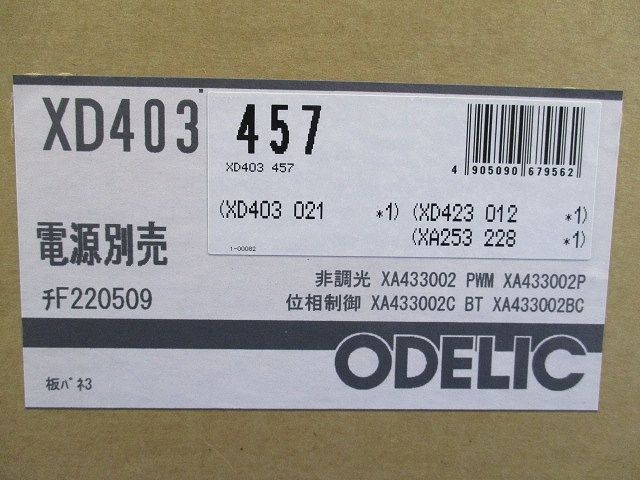 XD403 457
XD403 457
4 905090 679562
(XD403 021 *1) (XD423 012 *1)
(XA253 228 *1)
1-00082
電源別売
チF220509
非調光 XA433002 PWM XA433002P
位相制御 XA433002C BT XA433002BC
ODELIC
板バネ3